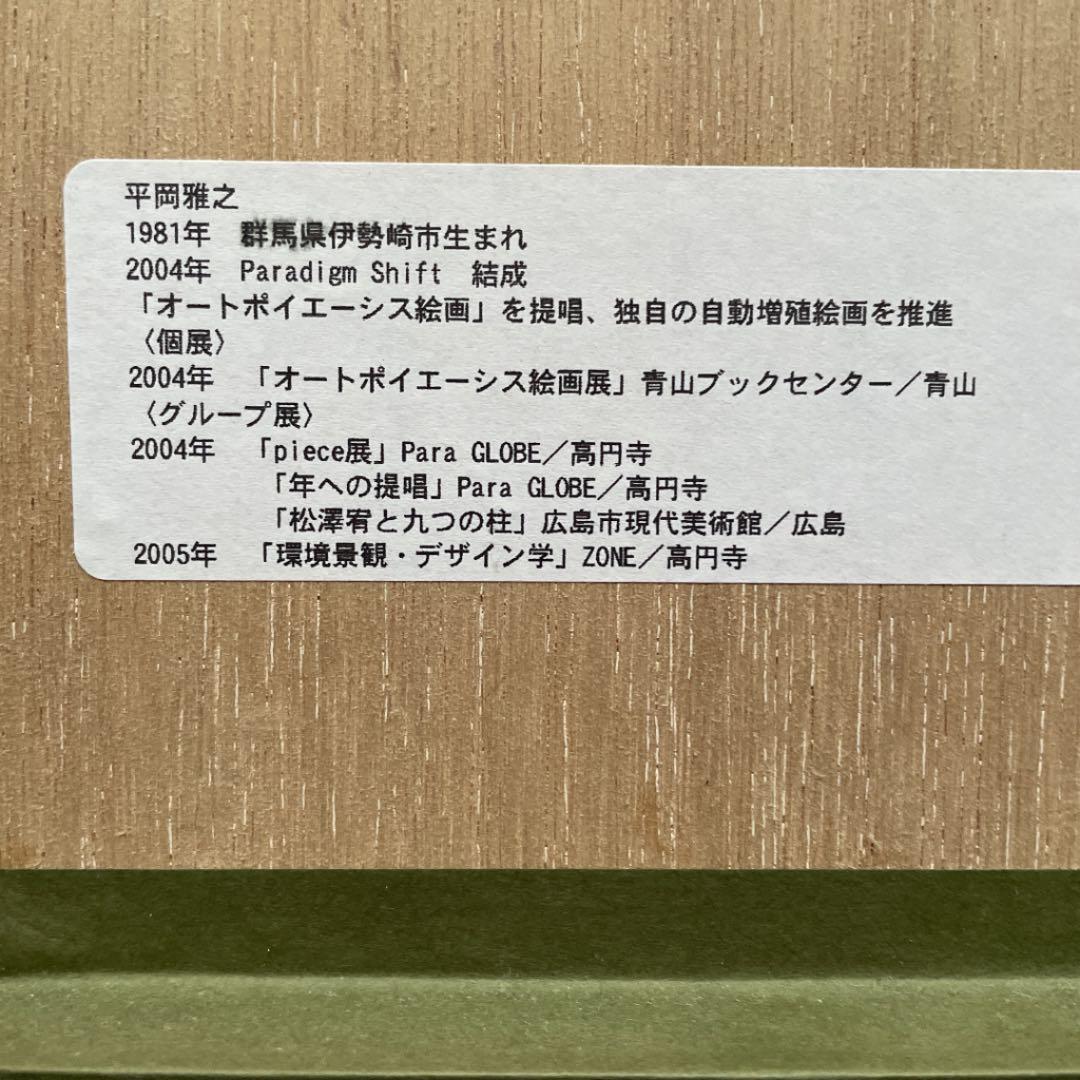 平岡雅之
1981年　群馬県伊勢崎市生まれ
2004年　Paradigm Shift　結成
「オートポイエーシス絵画」を提唱、独自の自動増殖絵画を推進
〈個展〉
2004年　「オートポイエーシス絵画展」青山ブックセンター／青山
〈グループ展〉
2004年　「piece展」Para GLOBE／高円寺
「年への提唱」Para GLOBE／高円寺
「松澤宥と九つの柱」広島市現代美術館／広島
2005年　「環境景観・デザイン学」ZONE／高円寺